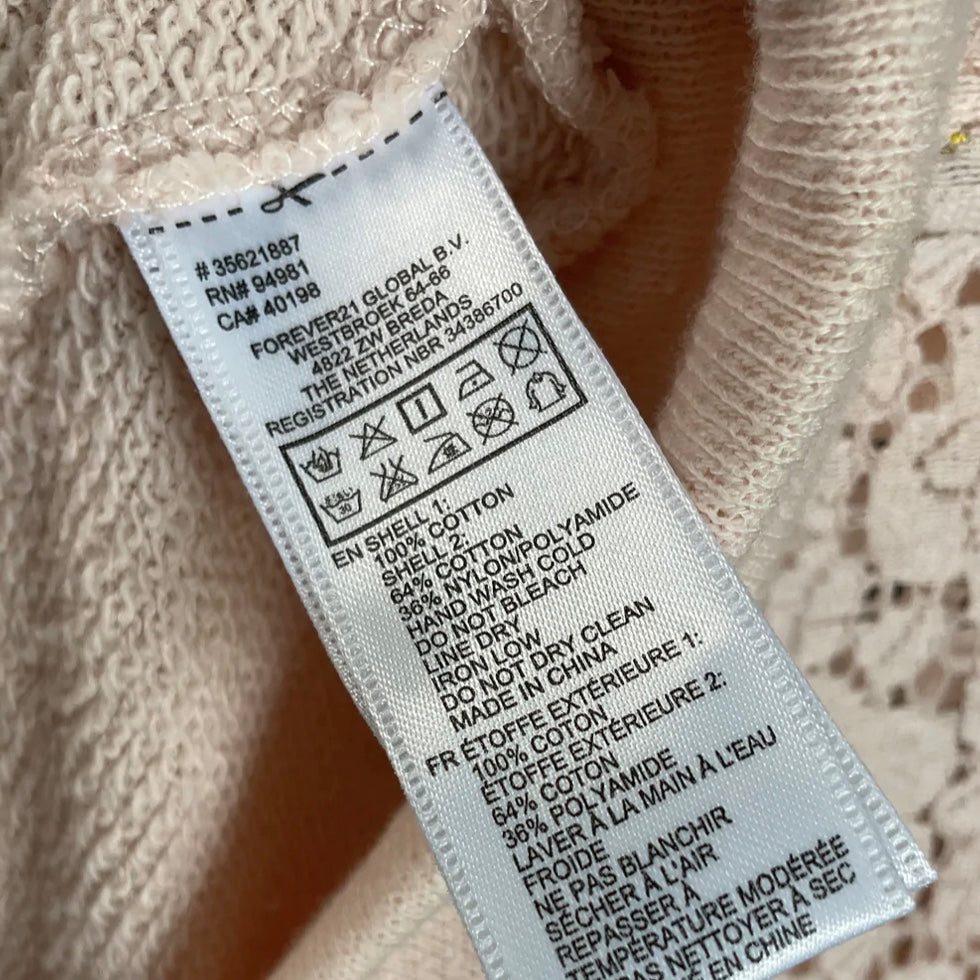 # 35621887
RN# 94981
CA# 40198
FOREVER21 GLOBAL B.V.
WESTBROEK 64-66
4822 ZW BREDA
THE NETHERLANDS
REGISTRATION NBR 34386700
30
EN SHELL 1:
100% COTTON
SHELL 2:
64% COTTON
36% NYLON/POLYAMIDE
HAND WASH COLD
DO NOT BLEACH
LINE DRY
IRON LOW
DO NOT DRY CLEAN
MADE IN CHINA
FR ÉTOFFE EXTÉRIEURE 1:
100% COTON
ÉTOFFE EXTÉRIEURE 2:
64% COTON
36% POLYAMIDE
LAVER À LA MAIN À L'EAU
FROIDE
NE PAS BLANCHIR
SÉCHER À L'AIR
REPASSER À
TEMPÉRATURE MODÉRÉE
PAS NETTOYER À SEC
EN CHINE